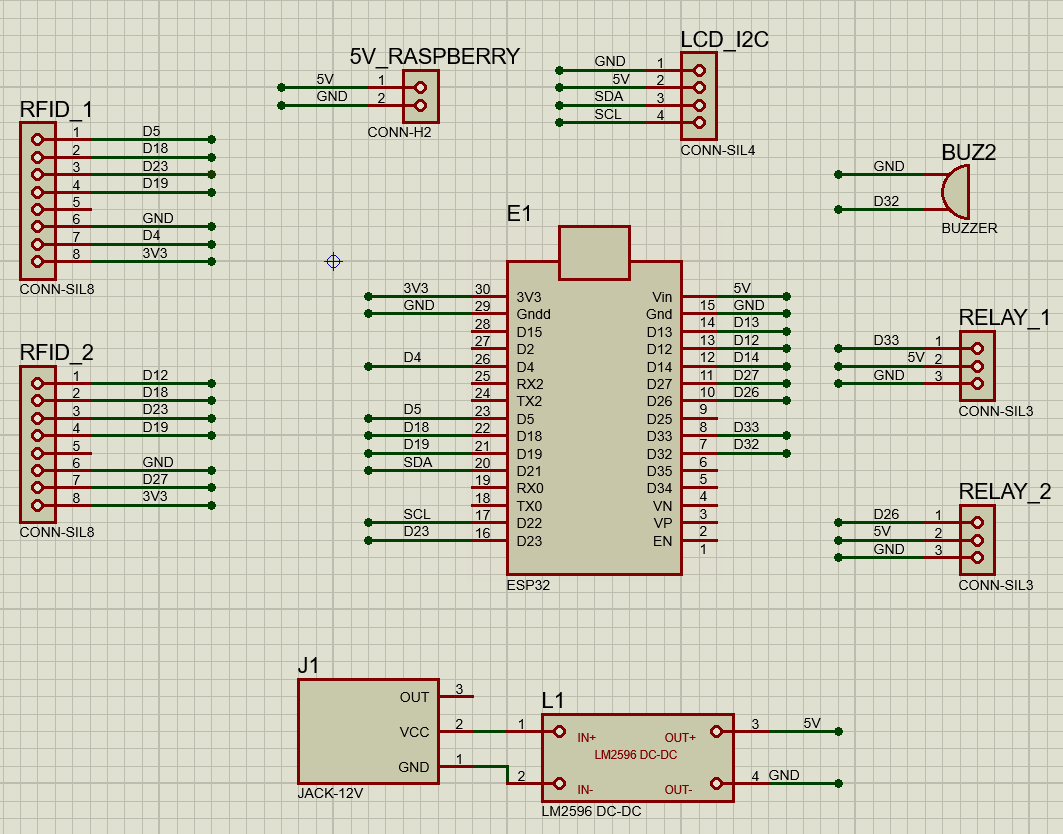 5V_RASPBERRY
5V 1
GND 2
CONN-H2
LCD_I2C
GND 1
5V 2
SDA 3
SCL 4
CONN-SIL4
RFID_1
1 D5
2 D18
3 D23
4 D19
5
6 GND
7 D4
8 3V3
CONN-SIL8
BUZ2
GND
D32
BUZZER
RFID_2
1 D12
2 D18
3 D23
4 D19
5
6 GND
7 D27
8 3V3
CONN-SIL8
E1
3V3 30 3V3 Vin 5V
GND 29 Gndd Gnd 15 GND
28 D15 D13 14 D13
27 D2 D12 13 D12
D4 26 D4 D14 12 D14
25 RX2 D27 11 D27
24 TX2 D26 10 D26
D5 23 D5 D25 9
D18 22 D18 D33 8 D33
D19 21 D19 D32 7 D32
SDA 20 D21 D35 6
19 RX0 D34 5
18 TX0 VN 4
SCL 17 D22 VP 3
D23 16 D23 EN 2
1
ESP32
RELAY_1
D33 1
5V 2
GND 3
CONN-SIL3
RELAY_2
D26 1
5V 2
GND 3
CONN-SIL3
J1
OUT 3
VCC 2
GND 1
JACK-12V
L1
1 IN+ OUT+ 3 5V
LM2596 DC-DC
2 IN- OUT- 4 GND
LM2596 DC-DC